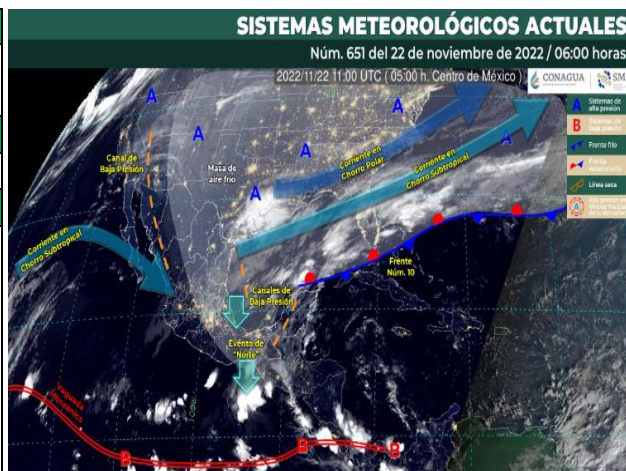 SISTEMAS METEOROLÓGICOS ACTUALES
Núm. 651 del 22 de noviembre de 2022 / 06:00 horas
2022/11/22 11:00 UTC ( 05:00 h. Centro de México )
CONAGUA
SM
A
Sistemas de
alta presión
B
Sistemas de
baja presión
Frente frío
Frente
estacionario
Línea seca
A
A
A
A
A
A
A
Canal de
Baja Presión
Masa de
aire frío
Corriente en
Chorro Polar
Corriente en
Chorro Subtropical
Corriente en
Chorro Subtropical
Frente
Núm. 10
Canales de
Baja Presión
Evento de
"Norte"
Vaguada
Monzónica
B
B
B